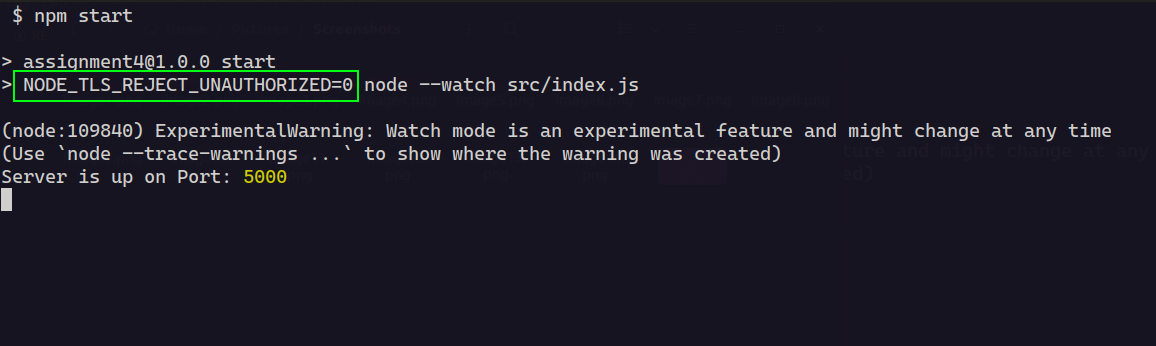 $ npm start
> assignment4@1.0.0 start
> NODE_TLS_REJECT_UNAUTHORIZED=0 node --watch src/index.js
(node:109840) ExperimentalWarning: Watch mode is an experimental feature and might change at any time
(Use `node --trace-warnings ...` to show where the warning was created)
Server is up on Port: 5000